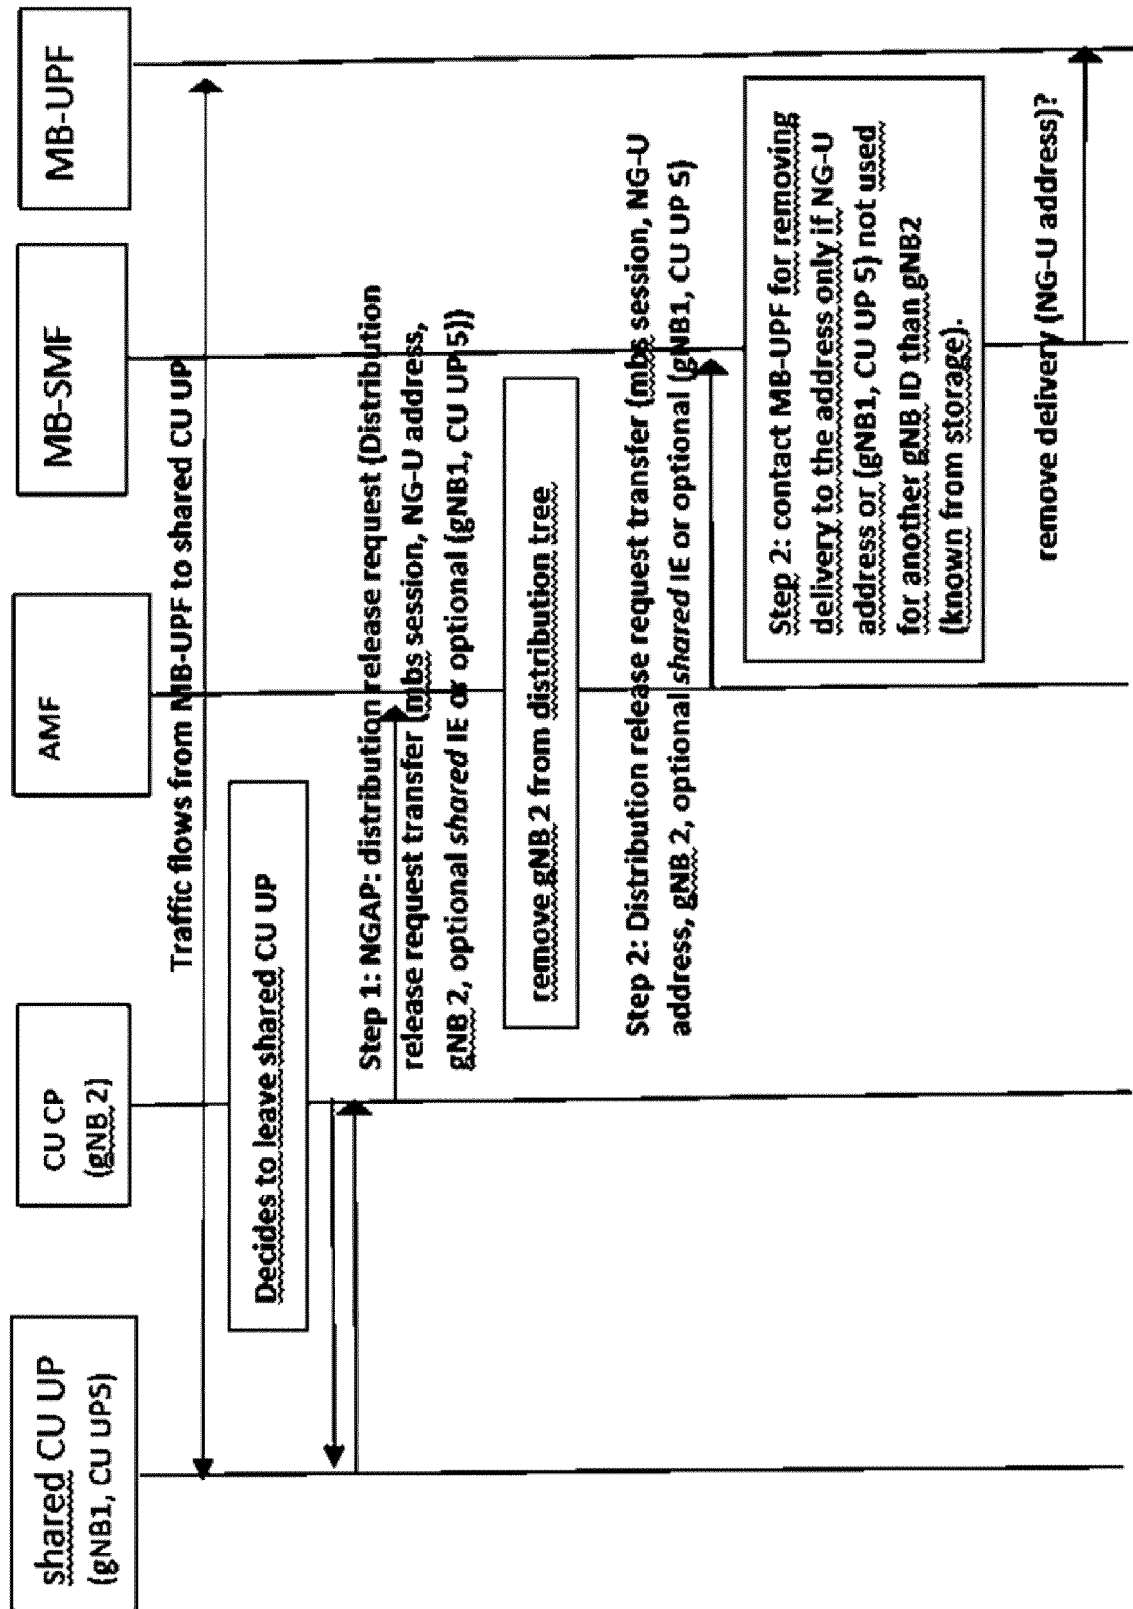 shared CU UP
(gNB1, CU UP5)
CU CP
(gNB 2)
AMF
MB-SMF
MB-UPF
Traffic flows from MB-UPF to shared CU UP
Decides to leave shared CU UP
Step 1: NGAP: distribution release request (Distribution
release request transfer (mbs session, NG-U address,
gNB 2, optional shared IE or optional (gNB1, CU UP 5))
remove gNB 2 from distribution tree
Step 2: Distribution release request transfer (mbs session, NG-U
address, gNB 2, optional shared IE or optional (gNB1, CU UP 5)
Step 2: contact MB-UPF for removing
delivery to the address only if NG-U
address or (gNB1, CU UP 5) not used
for another gNB ID than gNB2
(known from storage).
remove delivery (NG-U address)?